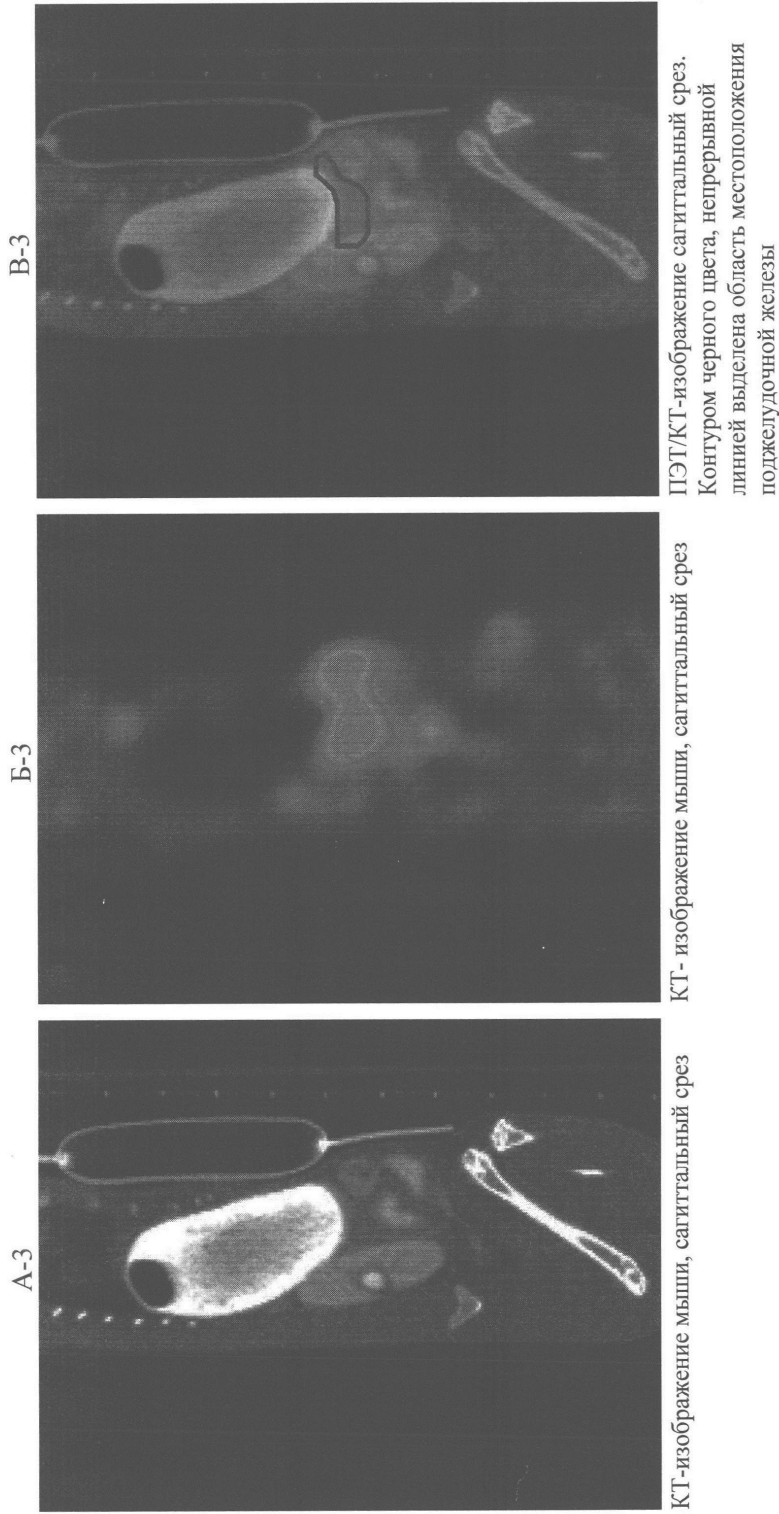 А-3
КТ-изображение мыши, сагиттальный срез
Б-3
КТ- изображение мыши, сагиттальный срез
В-3
ПЭТ/КТ-изображение сагиттальный срез.
Контуром черного цвета, непрерывной
линией выделена область местоположения
поджелудочной железы